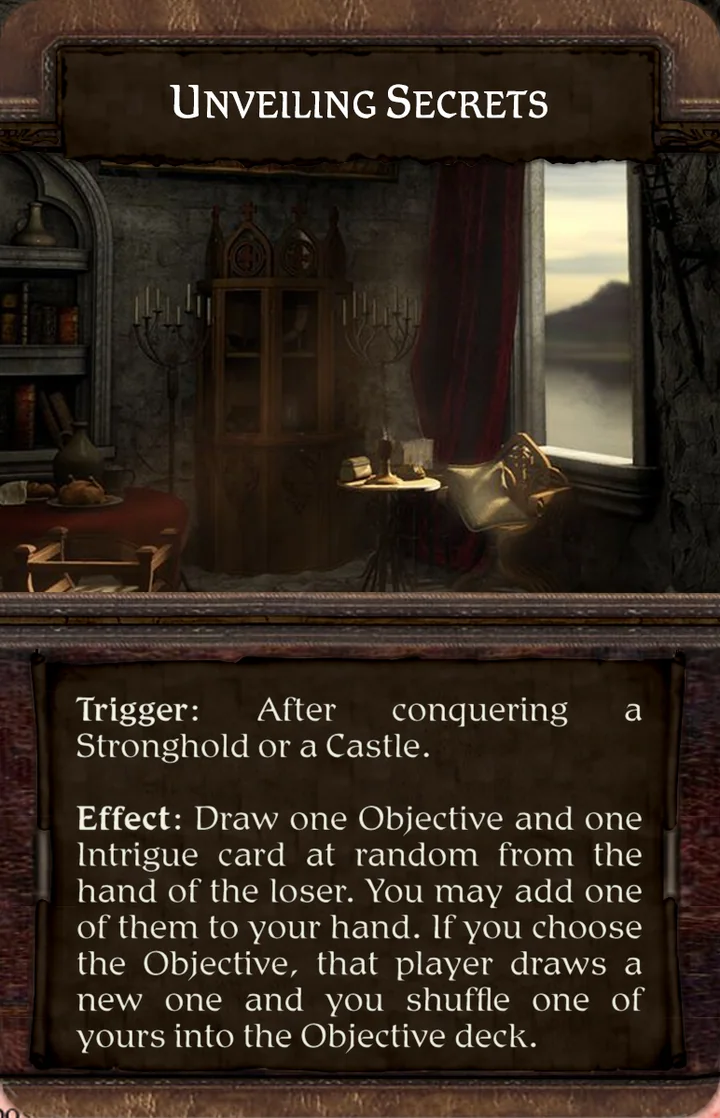 Unveiling Secrets
Trigger: After conquering a
Stronghold or a Castle.
Effect: Draw one Objective and one
Intrigue card at random from the
hand of the loser. You may add one
of them to your hand. If you choose
the Objective, that player draws a
new one and you shuffle one of
yours into the Objective deck.